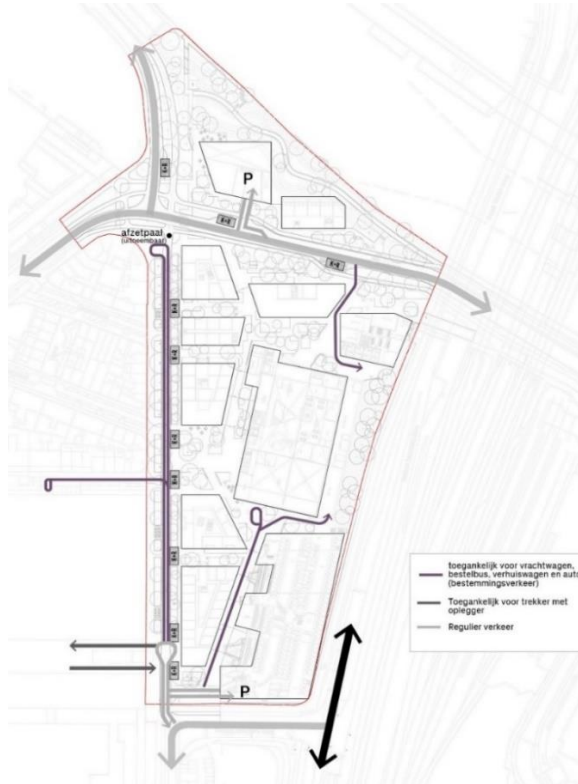 P
afzetpaal
(uitneembaar)
toegankelijk voor vrachtwagen,
bestelbus, verhuiswagen en auto
(bestemmingsverkeer)
Toegankelijk voor trekker met
oplegger
Regulier verkeer
P